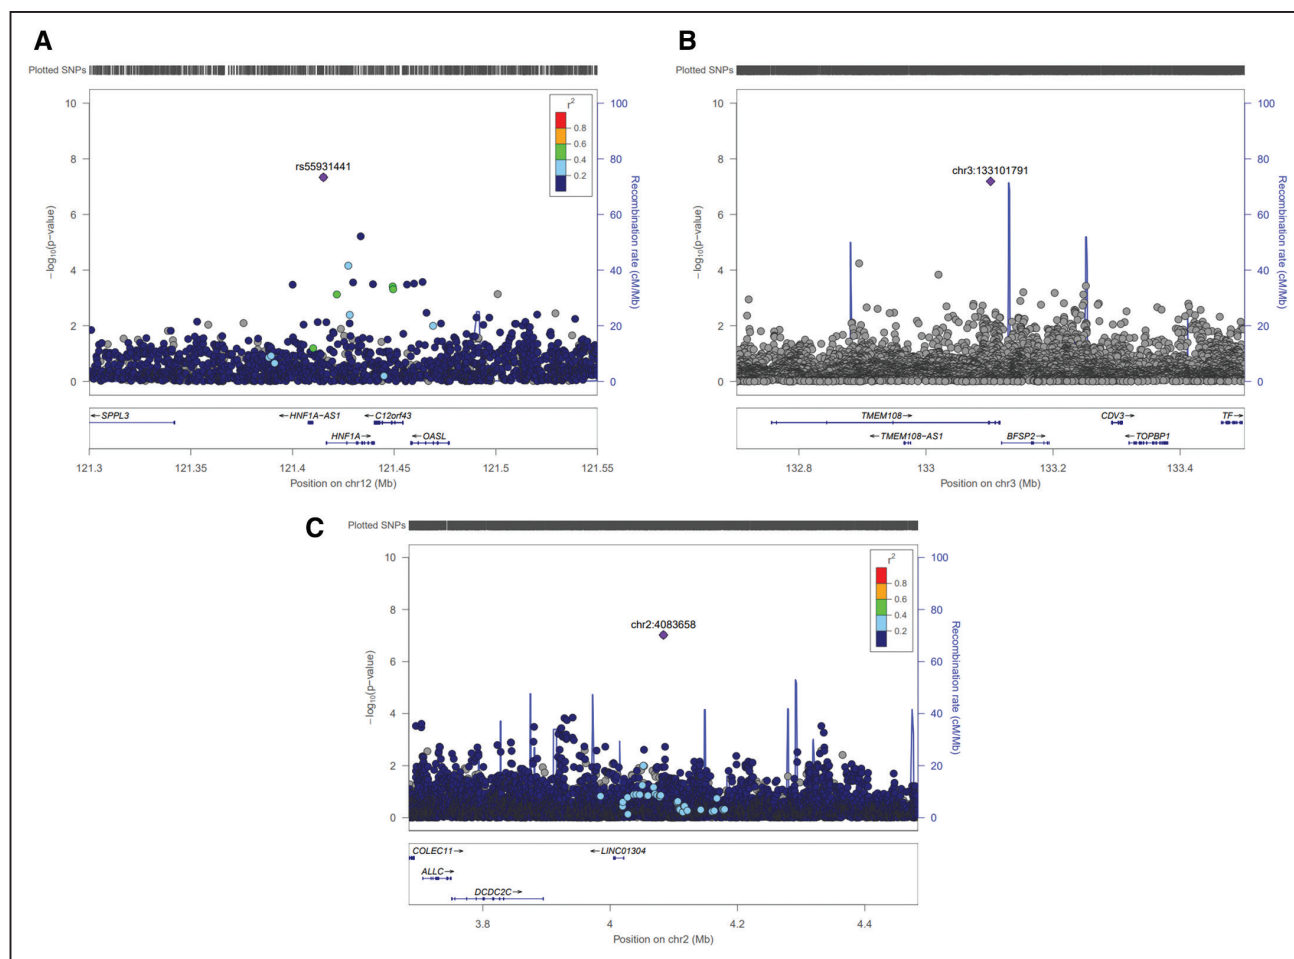 A
Plotted SNPs
10
8
6
4
2
0
−log10(p−value)
100
80
60
40
20
0
Recombination rate (cM/Mb)
r2
0.8
0.6
0.4
0.2
rs55931441
←SPPL3
←HNF1A−AS1
←C12orf43
HNF1A→
←OASL
121.3
121.35
121.4
121.45
121.5
121.55
Position on chr12 (Mb)
B
Plotted SNPs
10
8
6
4
2
0
−log10(p−value)
100
80
60
40
20
0
Recombination rate (cM/Mb)
chr3:133101791
TMEM108→
CDV3→
TF→
←TMEM108−AS1
BFSP2→
←TOPBP1
132.8
133
133.2
133.4
Position on chr3 (Mb)
C
Plotted SNPs
10
8
6
4
2
0
−log10(p−value)
100
80
60
40
20
0
Recombination rate (cM/Mb)
r2
0.8
0.6
0.4
0.2
chr2:4083658
COLEC11→
←LINC01304
ALLC→
DCDC2C→
3.8
4
4.2
4.4
Position on chr2 (Mb)